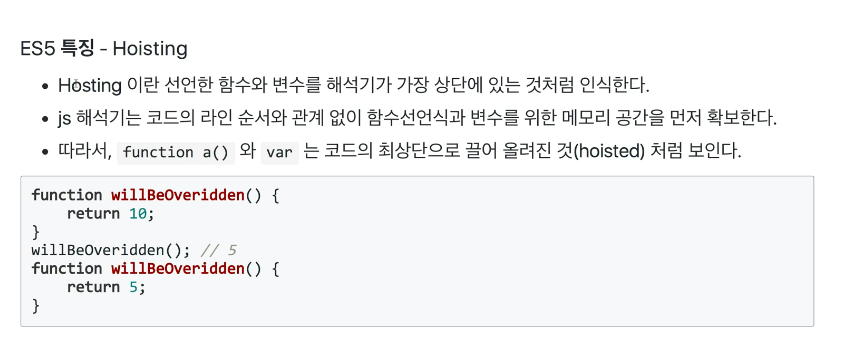 ES5 특징 - Hoisting
• Hosting 이란 선언한 함수와 변수를 해석기가 가장 상단에 있는 것처럼 인식한다.
• js 해석기는 코드의 라인 순서와 관계 없이 함수선언식과 변수를 위한 메모리 공간을 먼저 확보한다.
• 따라서, function a() 와 var 는 코드의 최상단으로 끌어 올려진 것(hoisted) 처럼 보인다.
function willBeOveridden() {
    return 10;
}
willBeOveridden(); // 5
function willBeOveridden() {
    return 5;
}